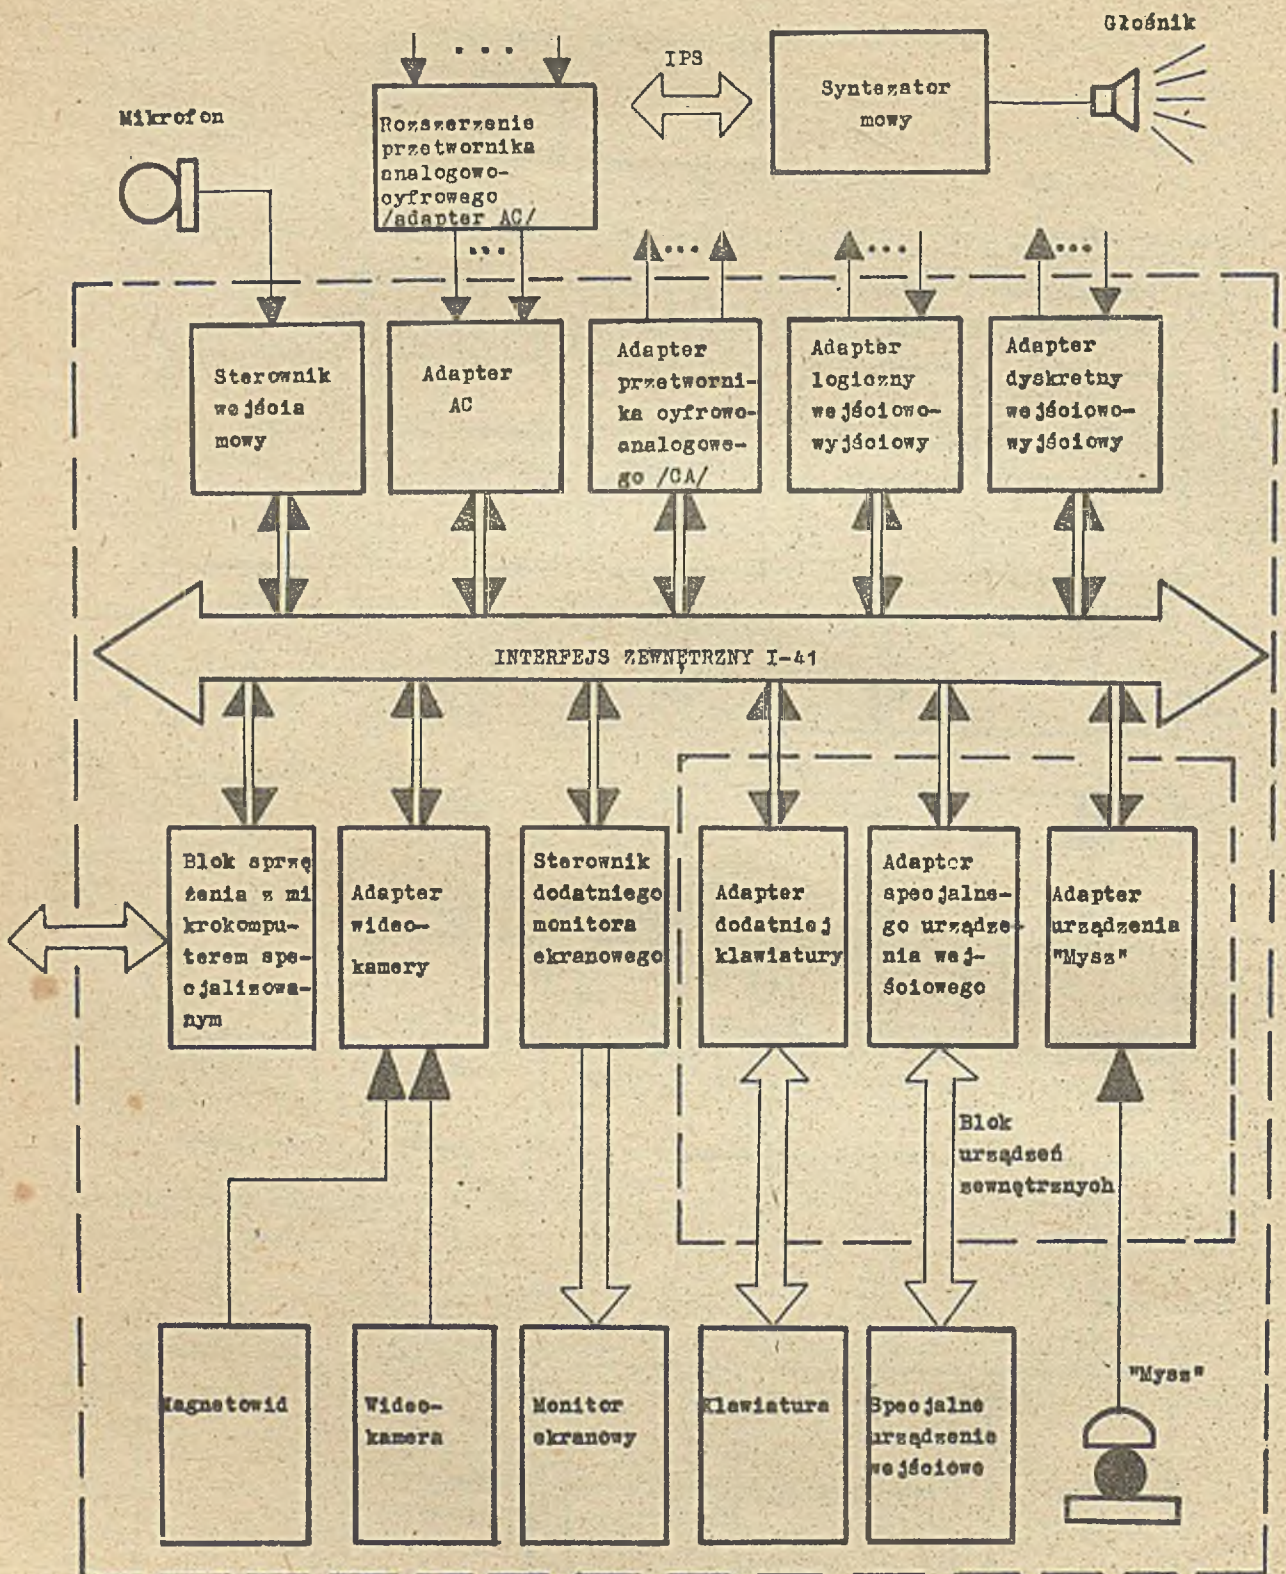 Głośnik
IPS
Syntezator
mowy
Mikrofon
Rozszerzenie
przetwornika
analogowo-
cyfrowego
/adapter AC/
Sterownik
wejścia
mowy
Adapter
AC
Adapter
przetworni-
ka cyfrowo-
analogowe-
go /CA/
Adapter
logiczny
wejściowo-
wyjściowy
Adapter
dyskretny
wejściowo-
wyjściowy
INTERFEJS ZEWNĘTRZNY I-41
Blok sprzę
żenia z mi
krokompu-
terem spe-
cjalizowa-
nym
Adapter
wideo-
kamery
Sterownik
dodatniego
monitora
ekranowego
Adapter
dodatniej
klawiatury
Adapter
specjalne-
go urządze-
nia wej-
ściowego
Adapter
urządzenia
"Mysz"
Blok
urządzeń
zewnętrznych
Magnetowid
Wideo-
kamera
Monitor
ekranowy
Klawiatura
Specjalne
urządzenie
wejściowe
"Mysz"